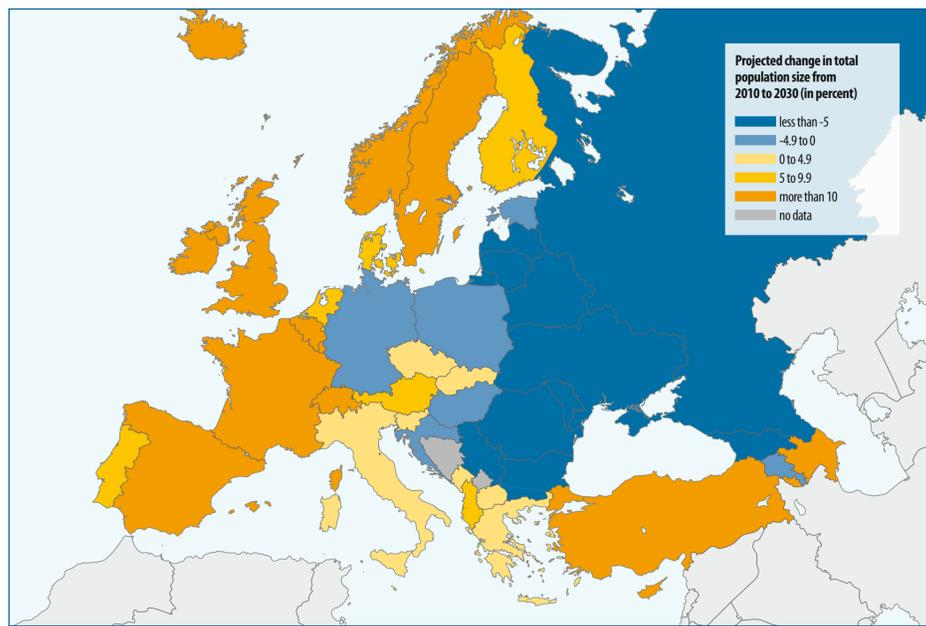 Projected change in total
population size from
2010 to 2030 (in percent)
less than -5
-4.9 to 0
0 to 4.9
5 to 9.9
more than 10
no data